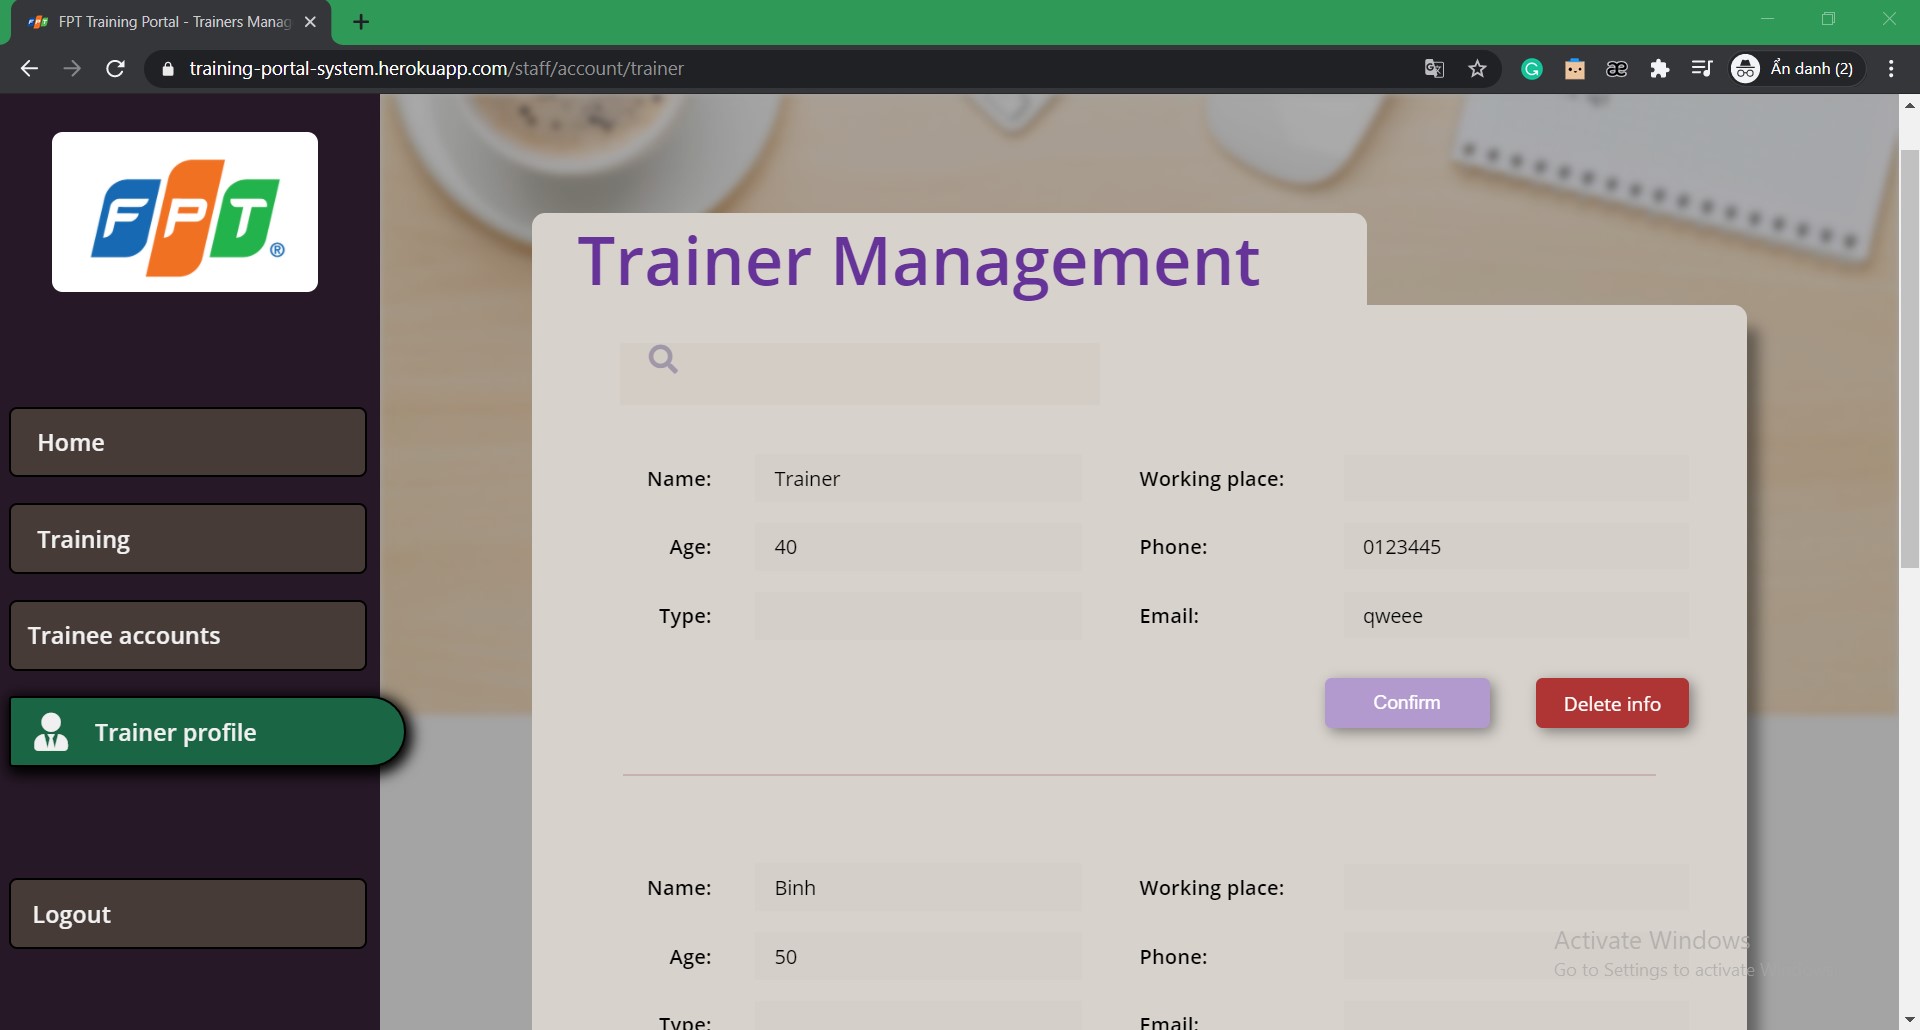 FPT Training Portal - Trainers Manag
training-portal-system.herokuapp.com/staff/account/trainer
Ẩn danh (2)
FPT®
Trainer Management
Home
Training
Trainee accounts
Trainer profile
Logout
Name: Trainer Working place:
Age: 40 Phone: 0123445
Type: Email: qweee
Confirm Delete info
Name: Binh Working place:
Age: 50 Phone:
Type: Email:
Activate Windows
Go to Settings to activate